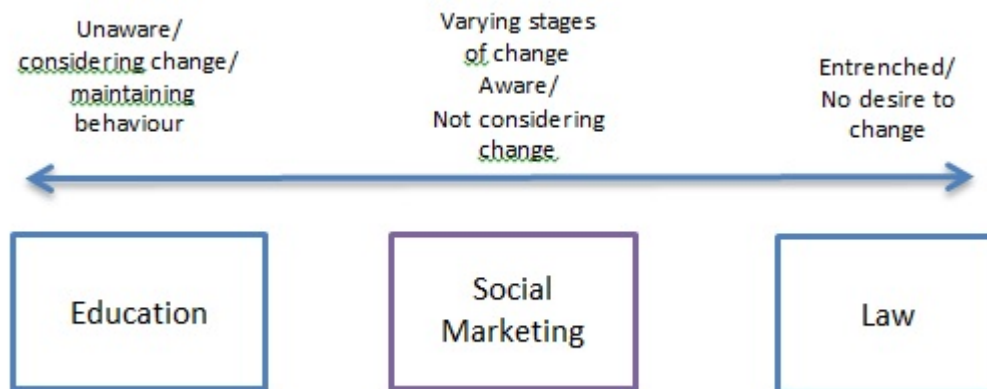 Unaware/
considering change/
maintaining
behaviour
Varying stages
of change
Aware/
Not considering
change
Entrenched/
No desire to
change
Education
Social
Marketing
Law